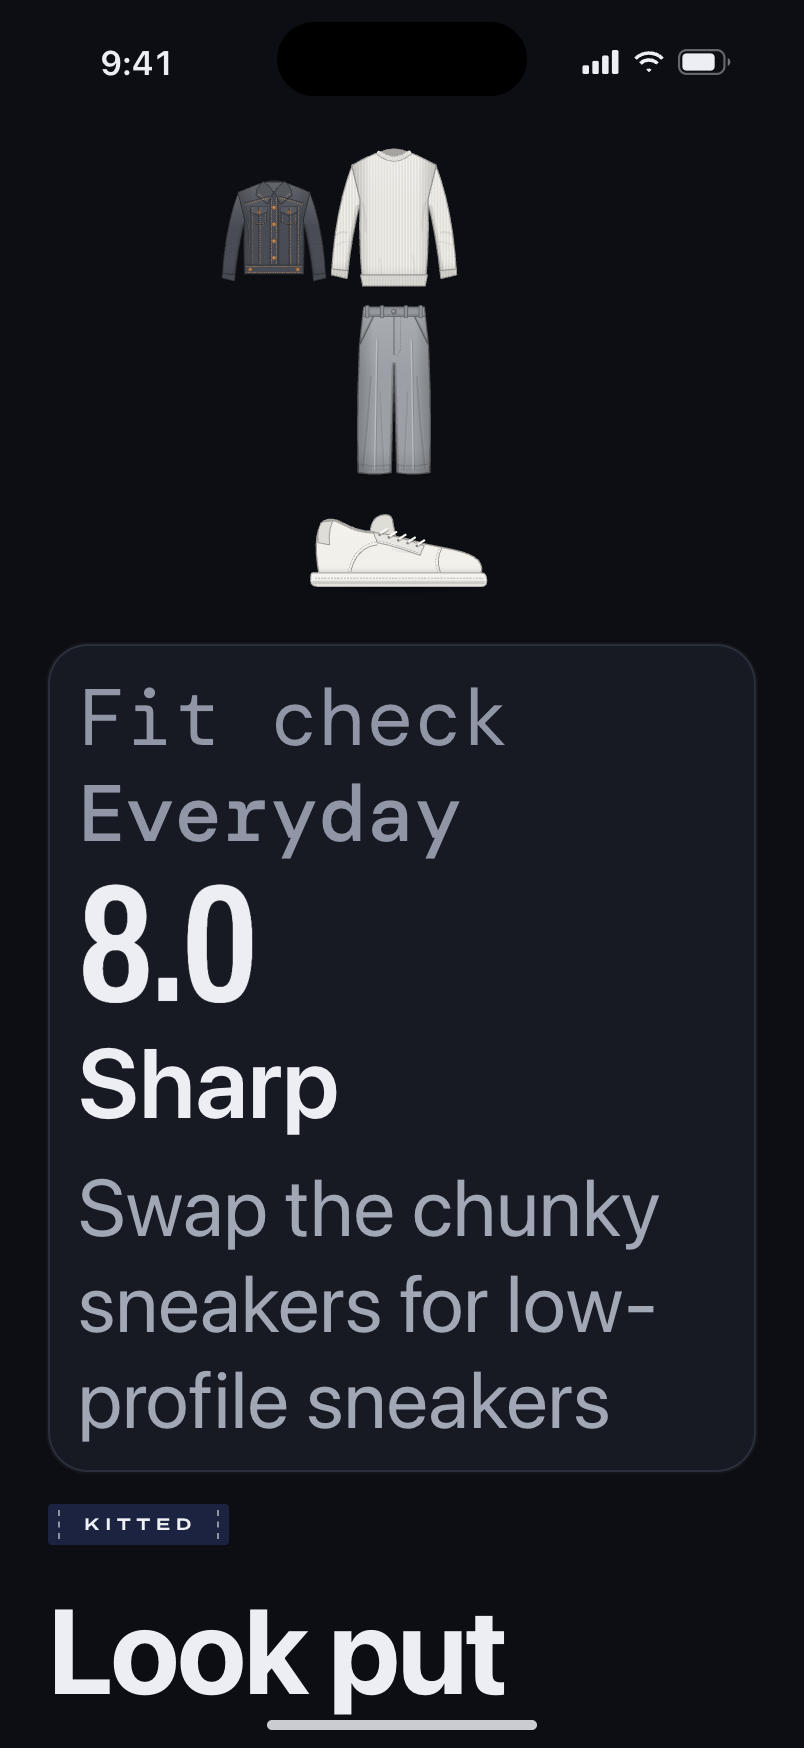 9:41
Fit check
Everyday
8.0
Sharp
Swap the chunky
sneakers for low-
profile sneakers
KITTED
Look put